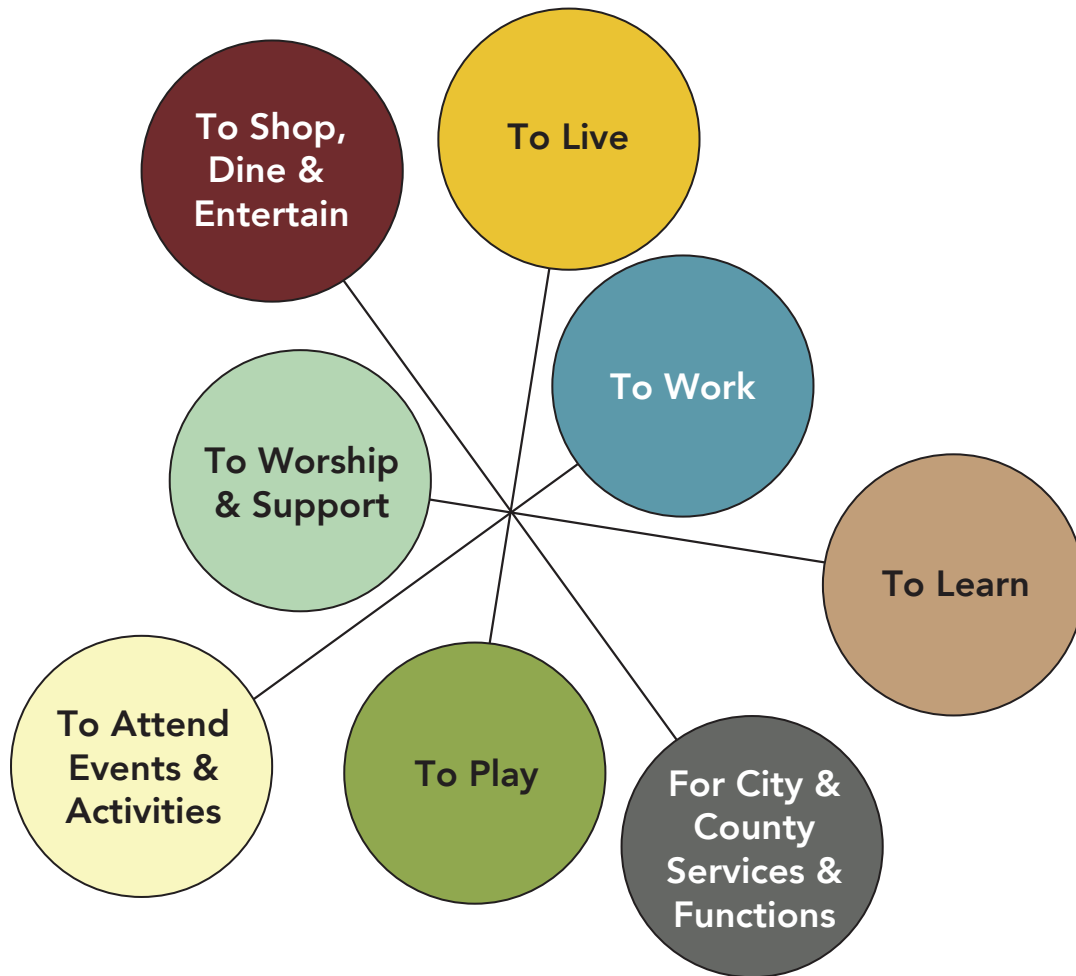 To Shop,
Dine &
Entertain
To Live
To Work
To Worship
& Support
To Learn
To Attend
Events &
Activities
To Play
For City &
County
Services &
Functions